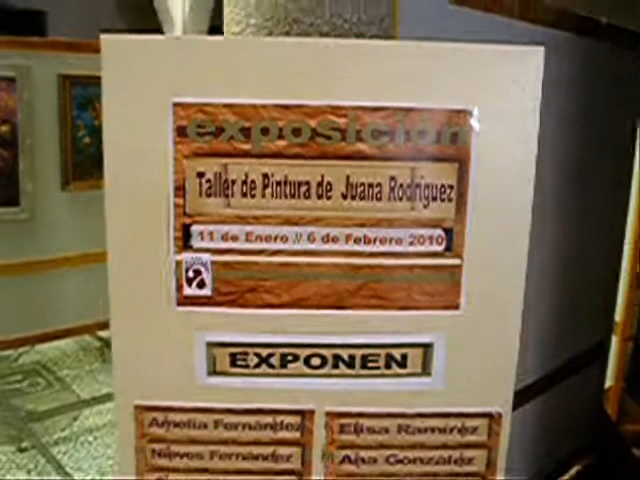 exposición
Taller de Pintura de Juana Rodríguez
11 de Enero // 6 de Febrero 2010
EXPONEN
Amelia Fernández
Elisa Ramírez
Nieves Fernández
Ana González